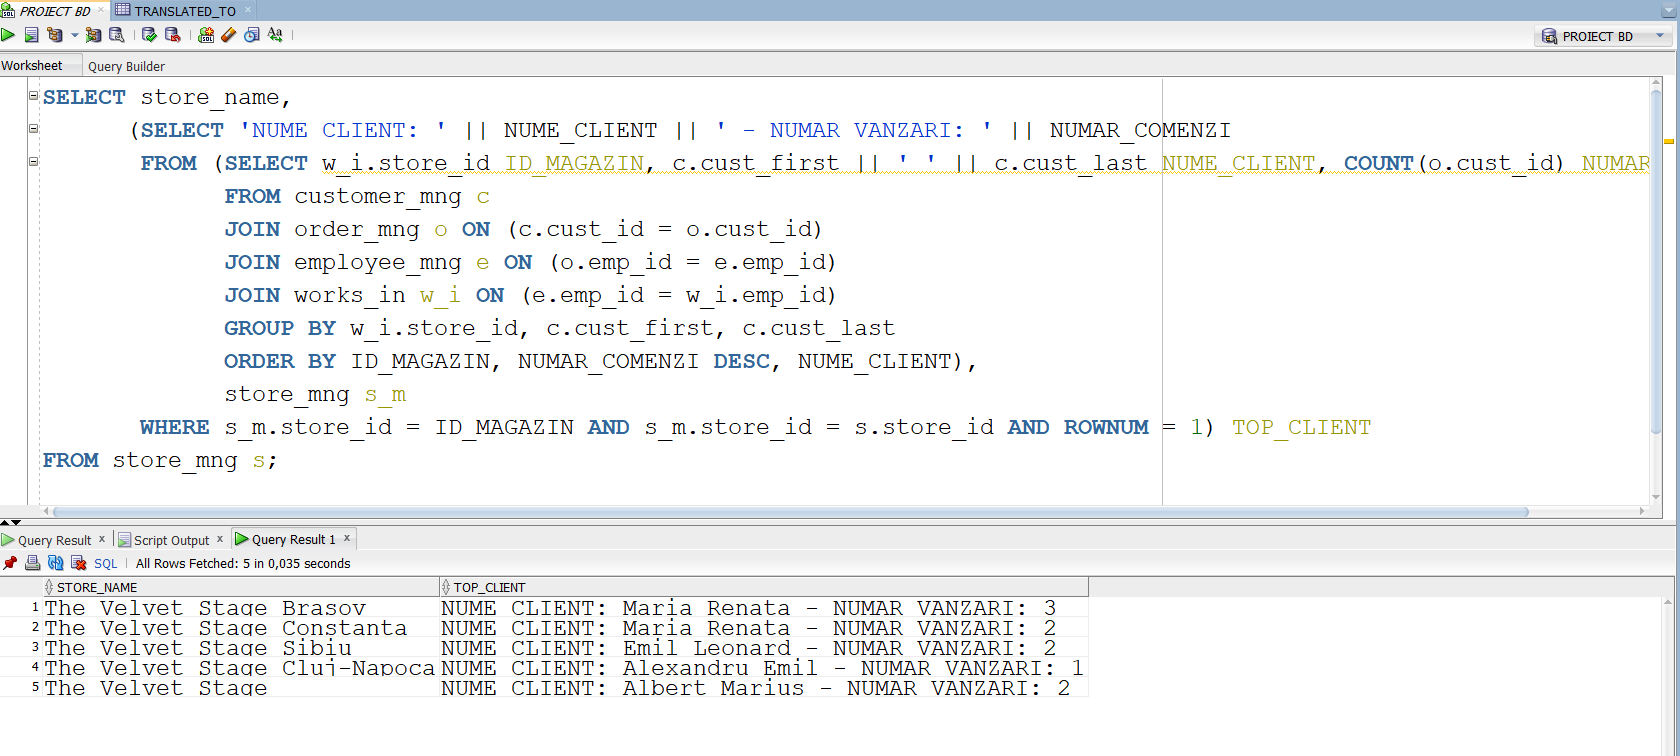 PROIECT BD
TRANSLATED_TO
PROIECT BD
Worksheet Query Builder
SELECT store_name,
(SELECT 'NUME CLIENT: ' || NUME_CLIENT || ' - NUMAR VANZARI: ' || NUMAR_COMENZI
FROM (SELECT w_i.store_id ID_MAGAZIN, c.cust_first || ' ' || c.cust_last NUME_CLIENT, COUNT(o.cust_id) NUMAR
FROM customer_mng c
JOIN order_mng o ON (c.cust_id = o.cust_id)
JOIN employee_mng e ON (o.emp_id = e.emp_id)
JOIN works_in w_i ON (e.emp_id = w_i.emp_id)
GROUP BY w_i.store_id, c.cust_first, c.cust_last
ORDER BY ID_MAGAZIN, NUMAR_COMENZI DESC, NUME_CLIENT),
store_mng s_m
WHERE s_m.store_id = ID_MAGAZIN AND s_m.store_id = s.store_id AND ROWNUM = 1) TOP_CLIENT
FROM store_mng s;
Query Result x Script Output x Query Result 1 x
SQL | All Rows Fetched: 5 in 0,035 seconds
STORE_NAME TOP_CLIENT
1 The Velvet Stage Brasov NUME CLIENT: Maria Renata - NUMAR VANZARI: 3
2 The Velvet Stage Constanta NUME CLIENT: Maria Renata - NUMAR VANZARI: 2
3 The Velvet Stage Sibiu NUME CLIENT: Emil Leonard - NUMAR VANZARI: 2
4 The Velvet Stage Cluj-Napoca NUME CLIENT: Alexandru Emil - NUMAR VANZARI: 1
5 The Velvet Stage NUME CLIENT: Albert Marius - NUMAR VANZARI: 2